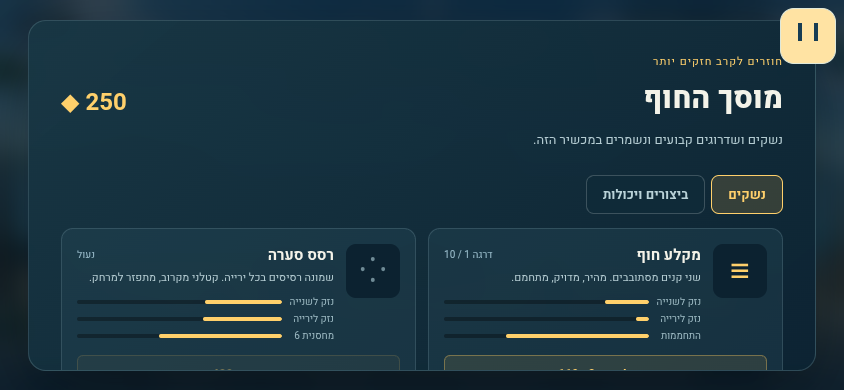 חוזרים לקרב חזקים יותר
מוסך החוף
250
נשקים ושדרוגים קבועים ונשמרים במכשיר הזה.
נשקים
ביצורים ויכולות
מקלע חוף
דרגה 1 / 10
שני קנים מסתובבים. מהיר, מדויק, מתחמם.
נזק לשנייה
נזק לירייה
התחממות
רסס סערה
נעול
שמונה רסיסים בכל ירייה. קטלני מקרוב, מתפזר למרחק.
נזק לשנייה
נזק לירייה
מחסנית 6